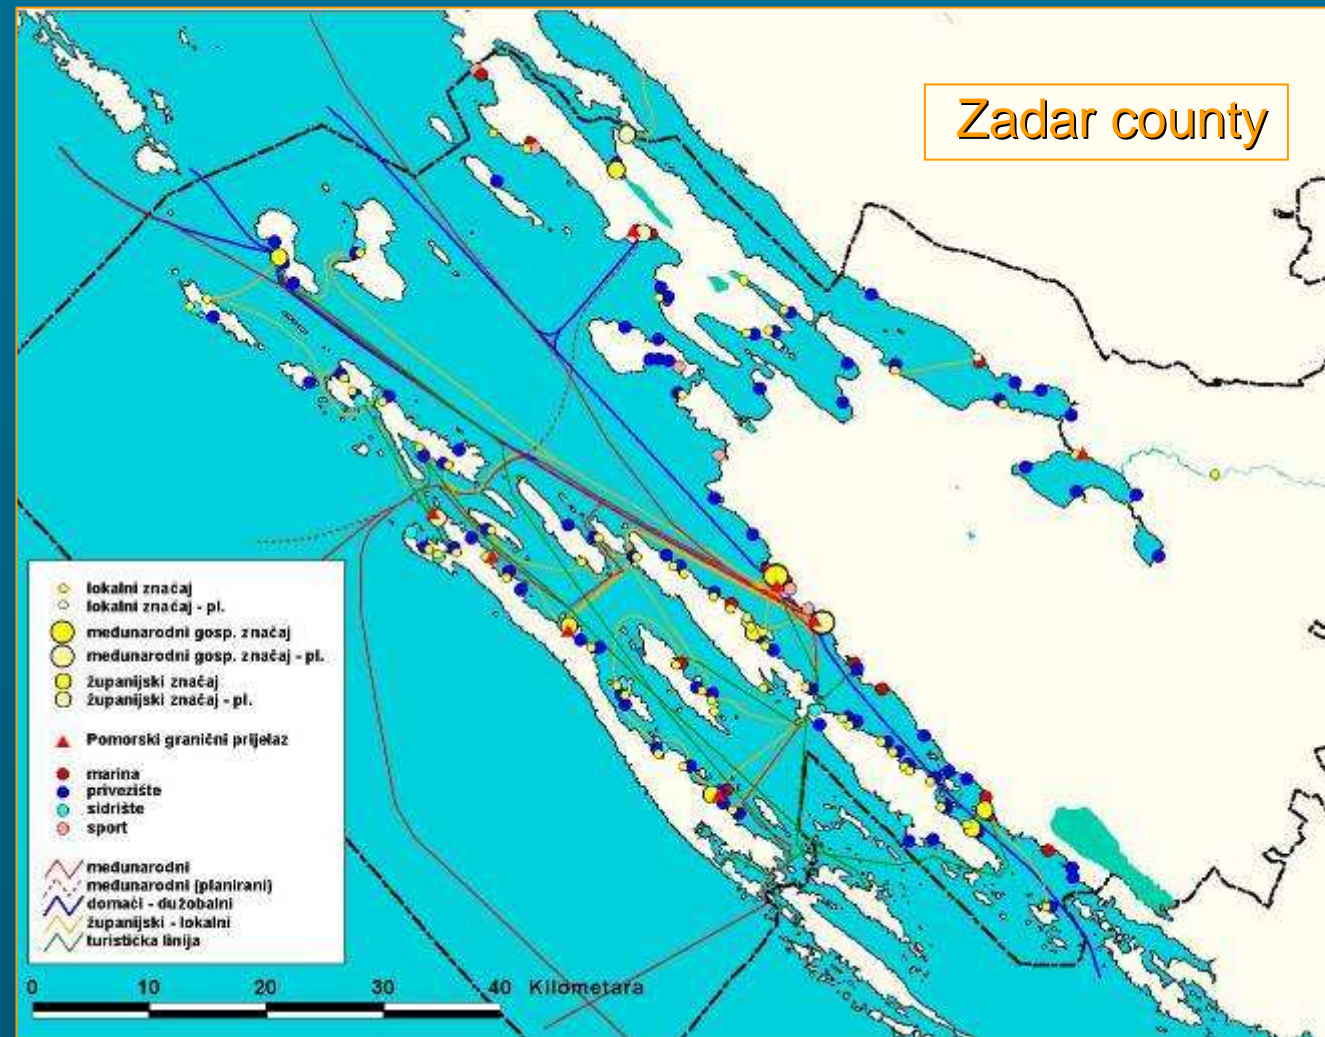 Zadar county
lokalni značaj
lokalni značaj - pl.
međunarodni gosp. značaj
međunarodni gosp. značaj - pl.
županijski značaj
županijski značaj - pl.
Pomorski granični prijelaz
marina
privezište
sidrište
sport
međunarodni
međunarodni (planirani)
domaći - dužobalni
županijski - lokalni
turistička linija
0 10 20 30 40 Kilometara